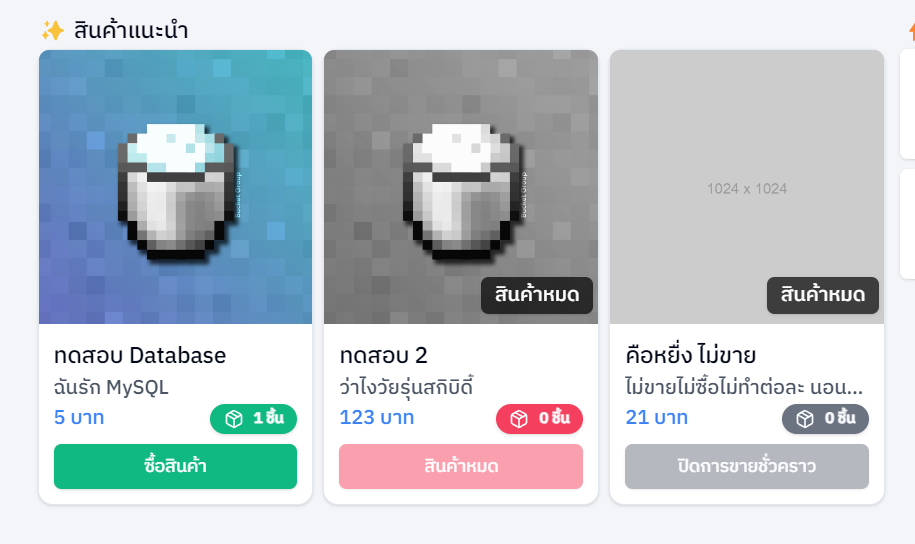 ✨ สินค้าแนะนำ
Bucket Group
Bucket Group
1024 x 1024
สินค้าหมด
สินค้าหมด
ทดสอบ Database
ฉันรัก MySQL
5 บาท
1 ชิ้น
ซื้อสินค้า
ทดสอบ 2
ว่าไงวัยรุ่นสกิบิดี้
123 บาท
0 ชิ้น
สินค้าหมด
คือหยิ่ง ไม่ขาย
ไม่ขายไม่ซื้อไม่ทำต่อละ นอน...
21 บาท
0 ชิ้น
ปิดการขายชั่วคราว